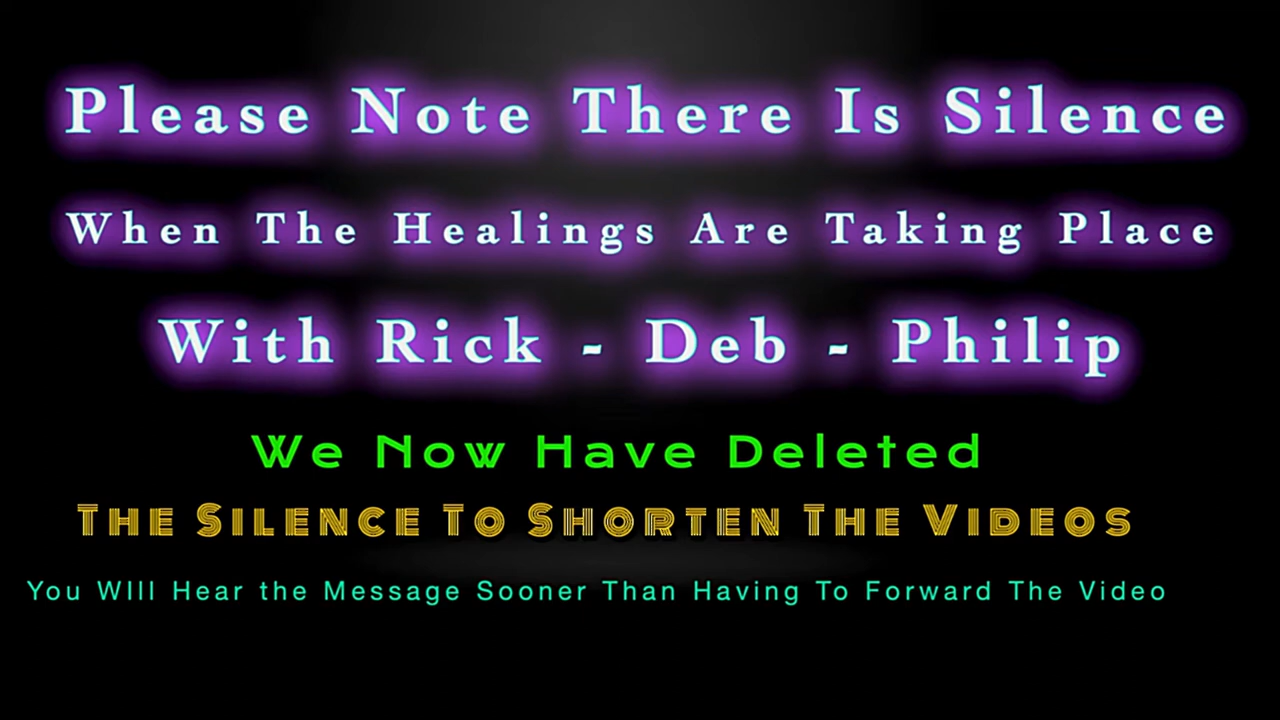 Please Note There Is Silence
When The Healings Are Taking Place
With Rick - Deb - Philip
We Now Have Deleted
The Silence To Shorten The Videos
You WIll Hear the Message Sooner Than Having To Forward The Video